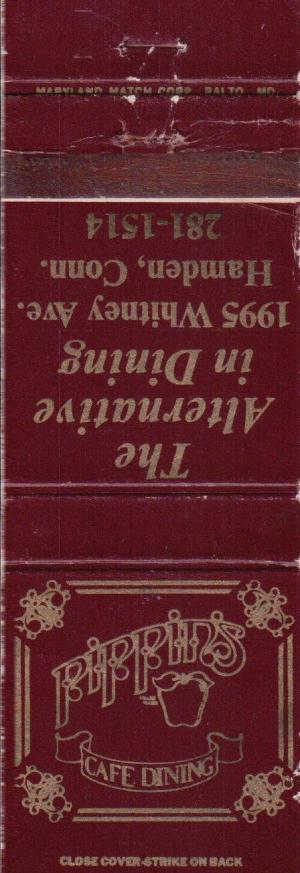 MARYLAND MATCH CORP. BALTO., MD.
The
Alternative
in Dining
1995 Whitney Ave.
Hamden, Conn.
281-1514
PIPPINS
CAFE DINING
CLOSE COVER-STRIKE ON BACK